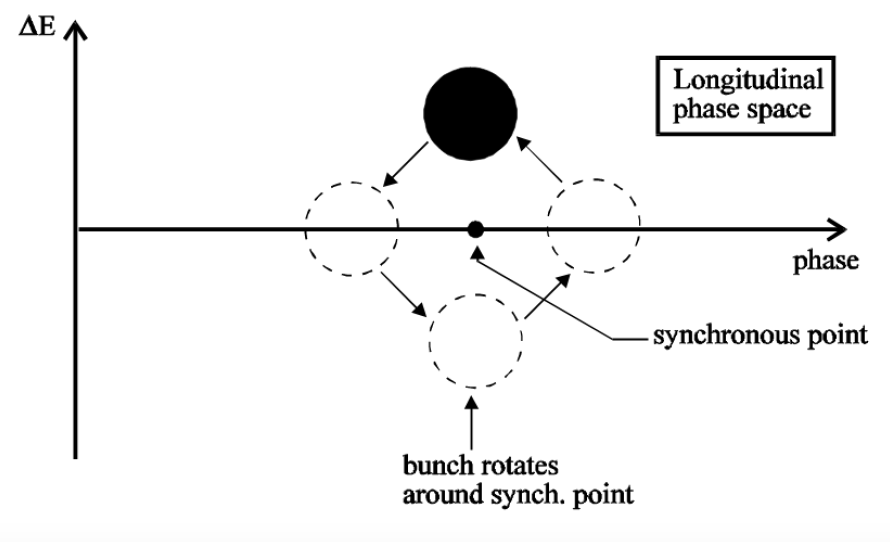 ΔE
Longitudinal
phase space
phase
synchronous point
bunch rotates
around synch. point